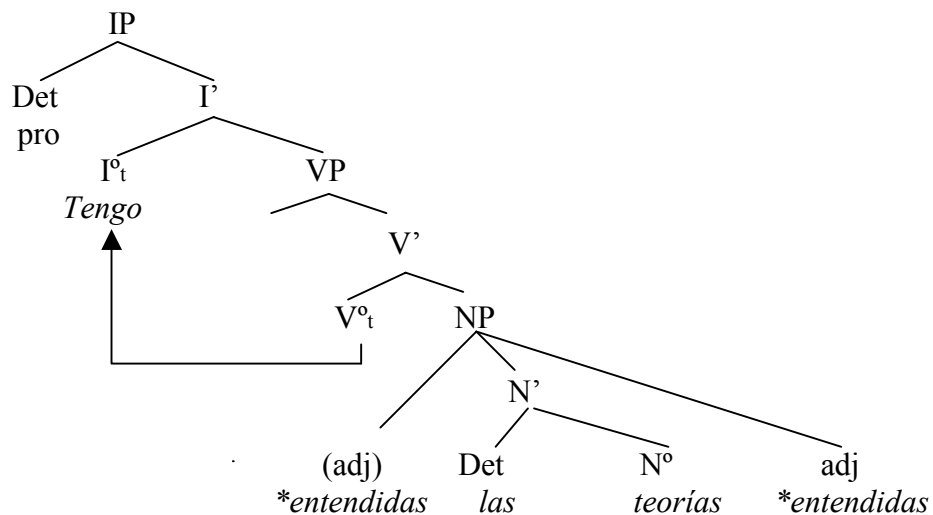 IP
Det I’
pro
Iºt VP
Tengo
V’
Vºt NP
N’
(adj) Det Nº adj
*entendidas las teorías *entendidas